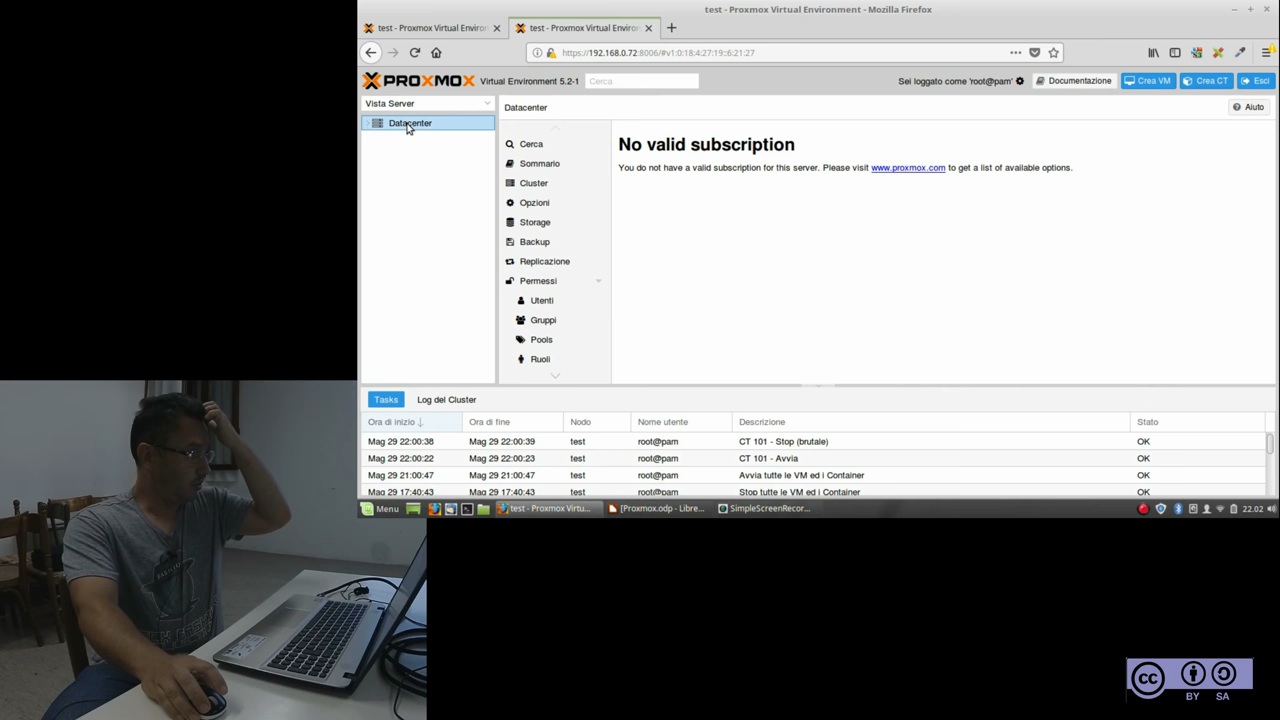 test - Proxmox Virtual Environment - Mozilla Firefox
test - Proxmox Virtual Environ
test - Proxmox Virtual Environ
https://192.168.0.72:8006/#v1:0:18:4:27:19::6:21:27
PROXMOX Virtual Environment 5.2-1 Cerca Sei loggato come 'root@pam' Documentazione Crea VM Crea CT Esci
Vista Server
Datacenter
Datacenter Aiuto
Cerca
Sommario
Cluster
Opzioni
Storage
Backup
Replicazione
Permessi
Utenti
Gruppi
Pools
Ruoli
No valid subscription
You do not have a valid subscription for this server. Please visit www.proxmox.com to get a list of available options.
Tasks Log del Cluster
Ora di inizio Ora di fine Nodo Nome utente Descrizione Stato
Mag 29 22:00:38 Mag 29 22:00:39 test root@pam CT 101 - Stop (brutale) OK
Mag 29 22:00:22 Mag 29 22:00:23 test root@pam CT 101 - Avvia OK
Mag 29 21:00:47 Mag 29 21:00:47 test root@pam Avvia tutte le VM ed i Container OK
Mag 29 17:40:43 Mag 29 17:40:43 test root@pam Stop tutte le VM ed i Container OK
Menu test - Proxmox Virtu... [Proxmox.odp - Libre... SimpleScreenRecor... 22.02
cc BY SA